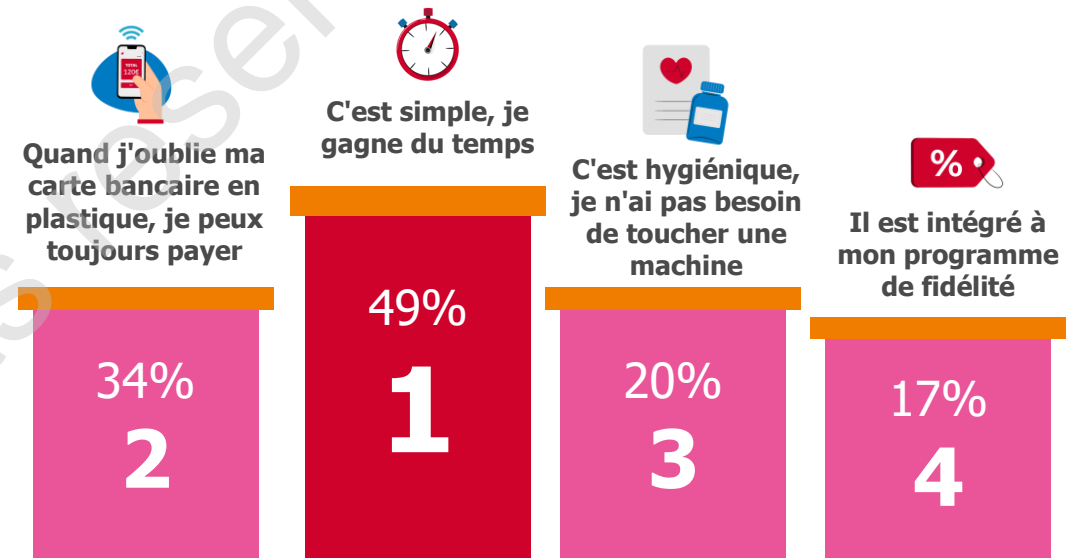 TOTAL
120€
Quand j'oublie ma
carte bancaire en
plastique, je peux
toujours payer
34%
2
C'est simple, je
gagne du temps
49%
1
C'est hygiénique,
je n'ai pas besoin
de toucher une
machine
20%
3
%
Il est intégré à
mon programme
de fidélité
17%
4